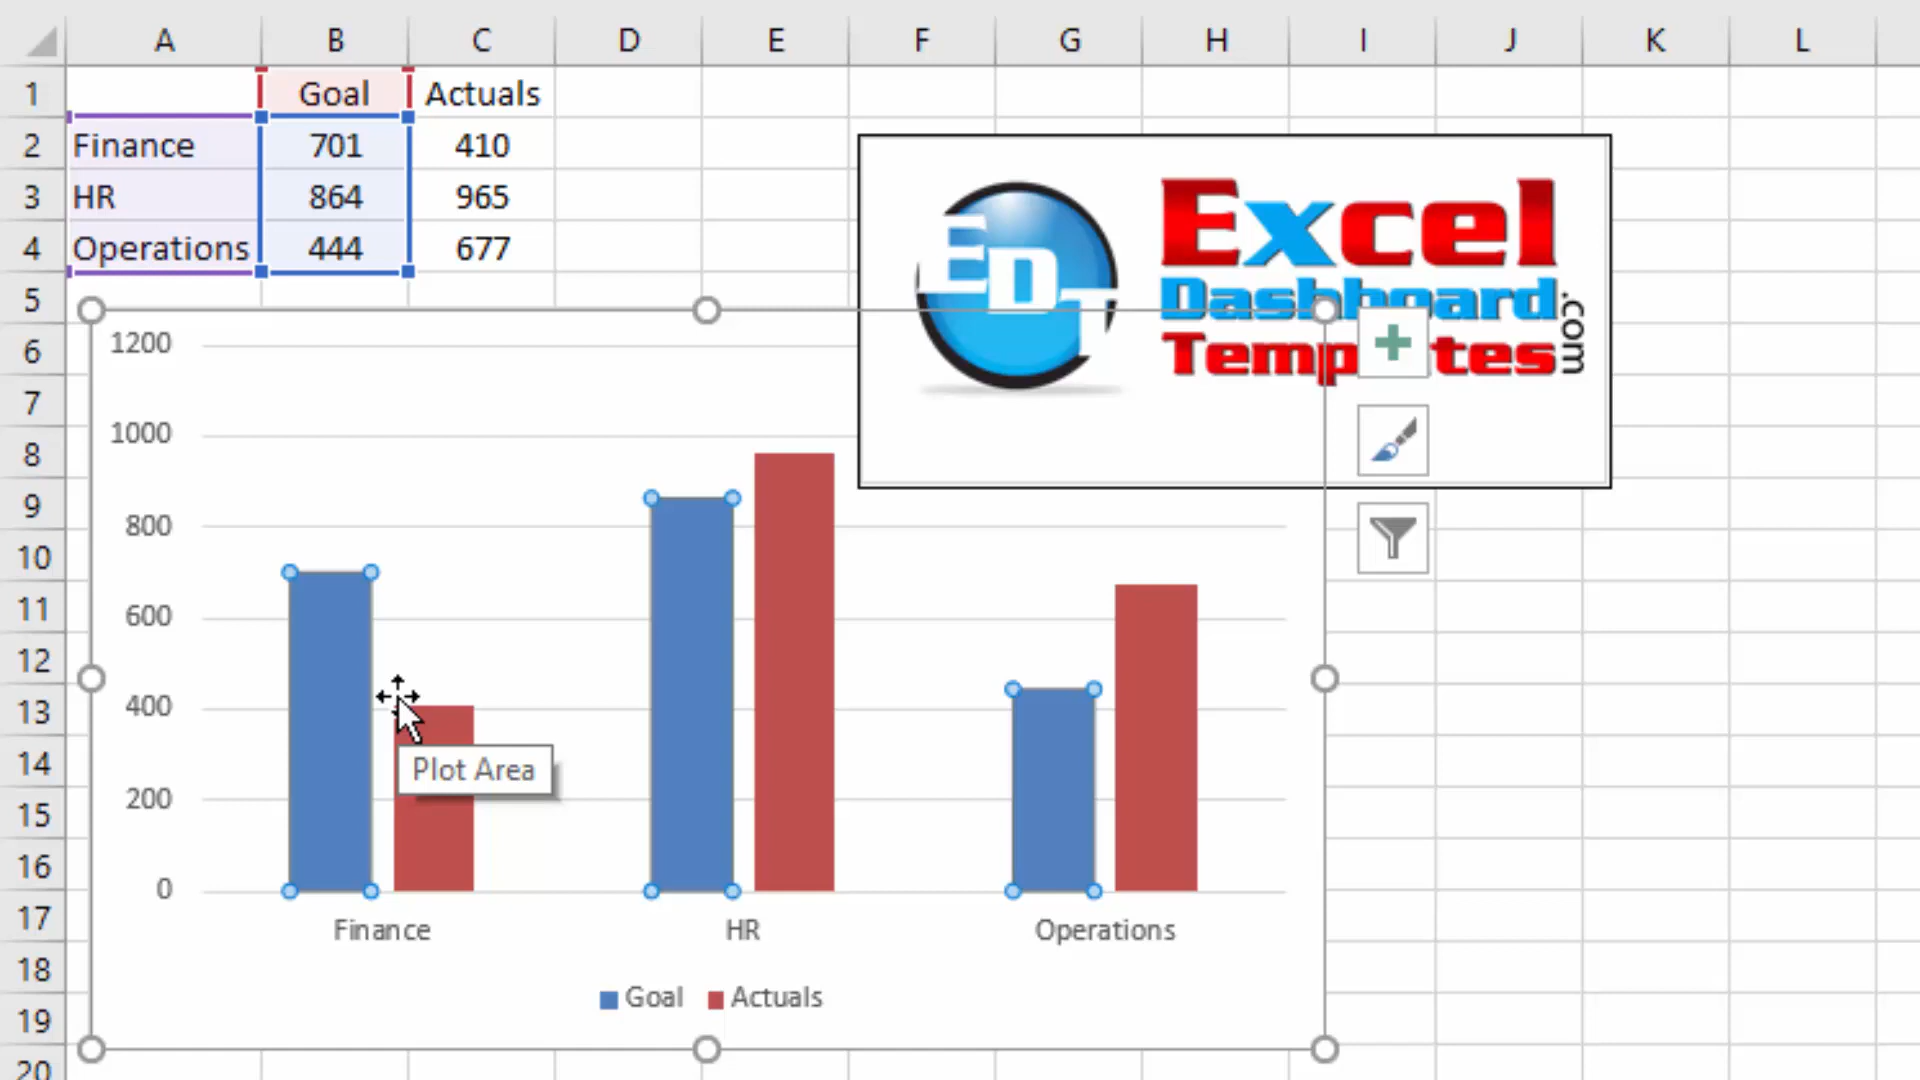 A B C D E F G H I J K L
1 Goal Actuals
2 Finance 701 410
3 HR 864 965
4 Operations 444 677
5
6
7
8
9
10
11
12
13
14
15
16
17
18
19
20
EDT
Excel
Dashboard
Templates
.com
1200
1000
800
600
400
200
0
Plot Area
Finance HR Operations
Goal Actuals